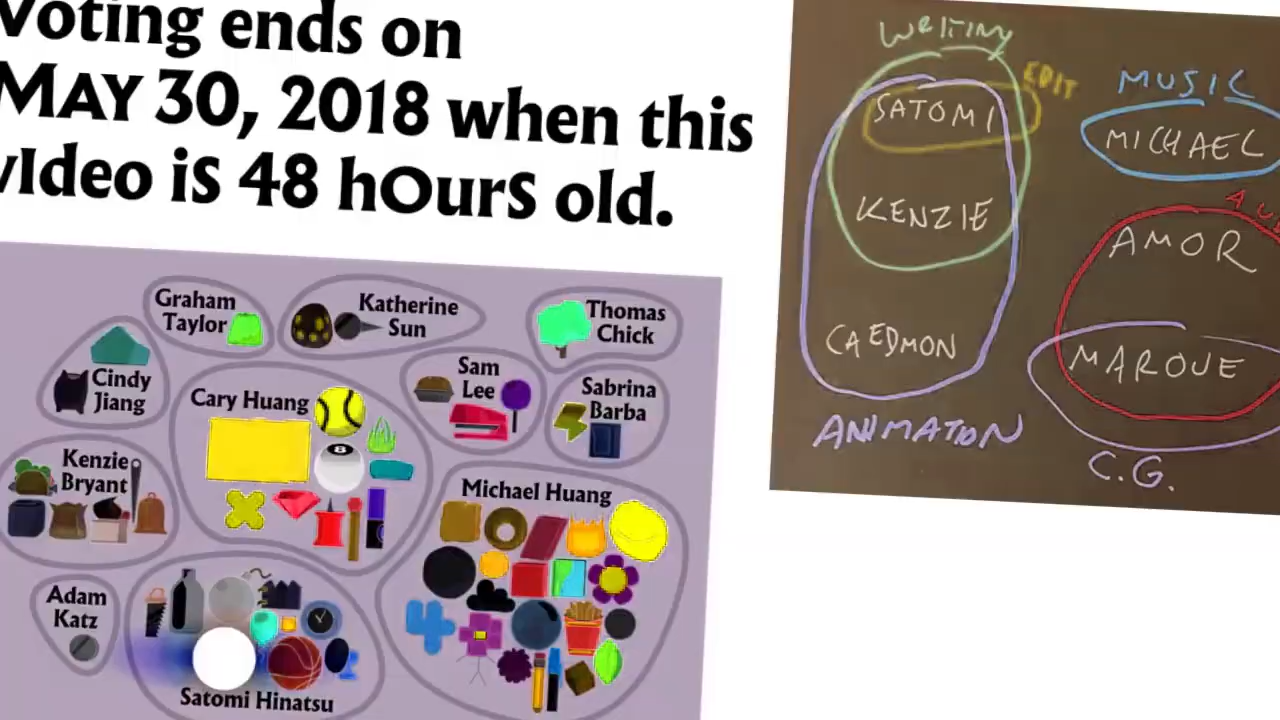 Voting ends on
MAY 30, 2018 when this
vIdeo is 48 hOurS old.
WRITING
EDIT
SATOMI
KENZIE
CAEDMON
ANIMATION
MUSIC
MICHAEL
AMOR
MAROUE
C.G.
Graham
Taylor
Katherine
Sun
Thomas
Chick
Cindy
Jiang
Cary Huang
Sam
Lee
Sabrina
Barba
8
Kenzie
Bryant
Michael Huang
Adam
Katz
Satomi Hinatsu